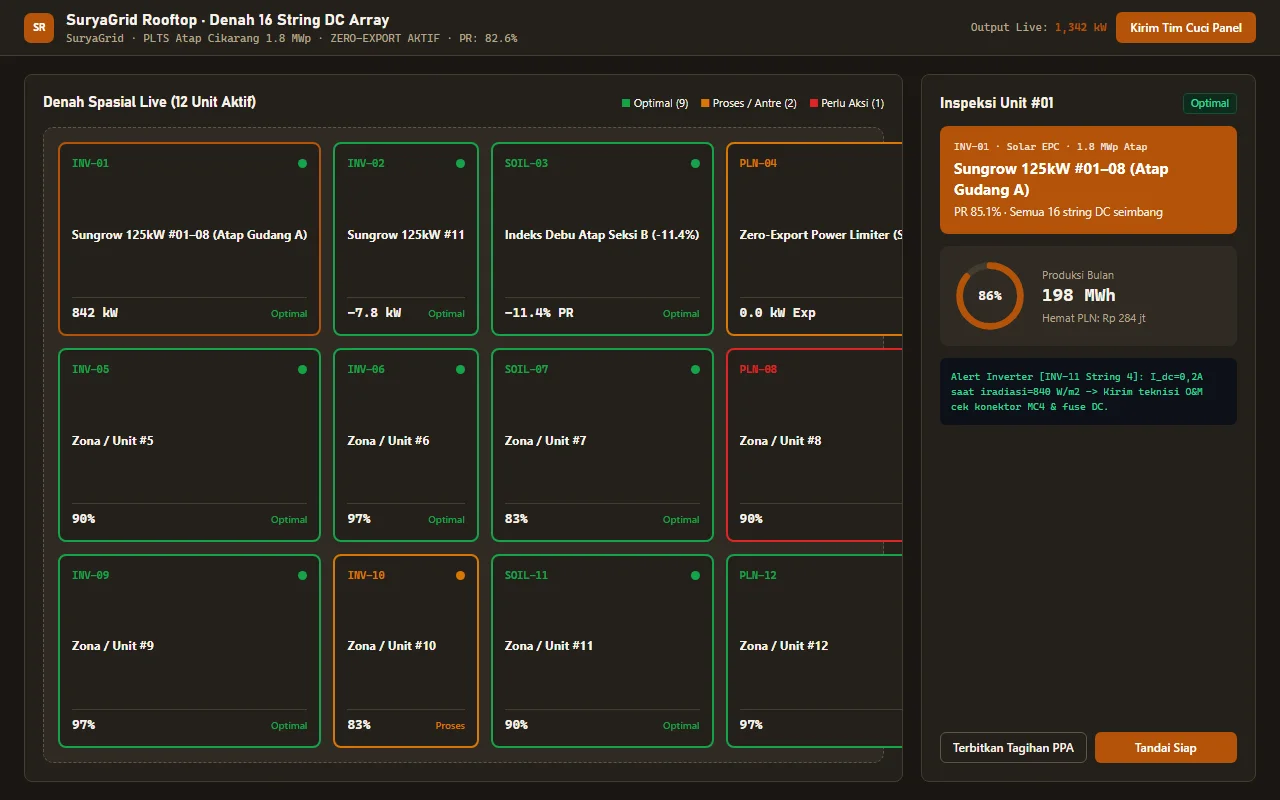 SR
SuryaGrid Rooftop · Denah 16 String DC Array
SuryaGrid · PLTS Atap Cikarang 1.8 MWp · ZERO-EXPORT AKTIF · PR: 82.6%
Output Live: 1,342 kW
Kirim Tim Cuci Panel
Denah Spasial Live (12 Unit Aktif)
Optimal (9)
Proses / Antre (2)
Perlu Aksi (1)
INV-01
Sungrow 125kW #01–08 (Atap Gudang A)
842 kW
Optimal
INV-02
Sungrow 125kW #11
-7.8 kW
Optimal
SOIL-03
Indeks Debu Atap Seksi B (-11.4%)
-11.4% PR
Optimal
PLN-04
Zero-Export Power Limiter (S
0.0 kW Exp
INV-05
Zona / Unit #5
90%
Optimal
INV-06
Zona / Unit #6
97%
Optimal
SOIL-07
Zona / Unit #7
83%
Optimal
PLN-08
Zona / Unit #8
90%
INV-09
Zona / Unit #9
97%
Optimal
INV-10
Zona / Unit #10
83%
Proses
SOIL-11
Zona / Unit #11
90%
Optimal
PLN-12
Zona / Unit #12
97%
Inspeksi Unit #01
Optimal
INV-01 · Solar EPC · 1.8 MWp Atap
Sungrow 125kW #01–08 (Atap
Gudang A)
PR 85.1% · Semua 16 string DC seimbang
86%
Produksi Bulan
198 MWh
Hemat PLN: Rp 284 jt
Alert Inverter [INV-11 String 4]: I_dc=0,2A
saat iradiasi=840 W/m2 -> Kirim teknisi O&M
cek konektor MC4 & fuse DC.
Terbitkan Tagihan PPA
Tandai Siap